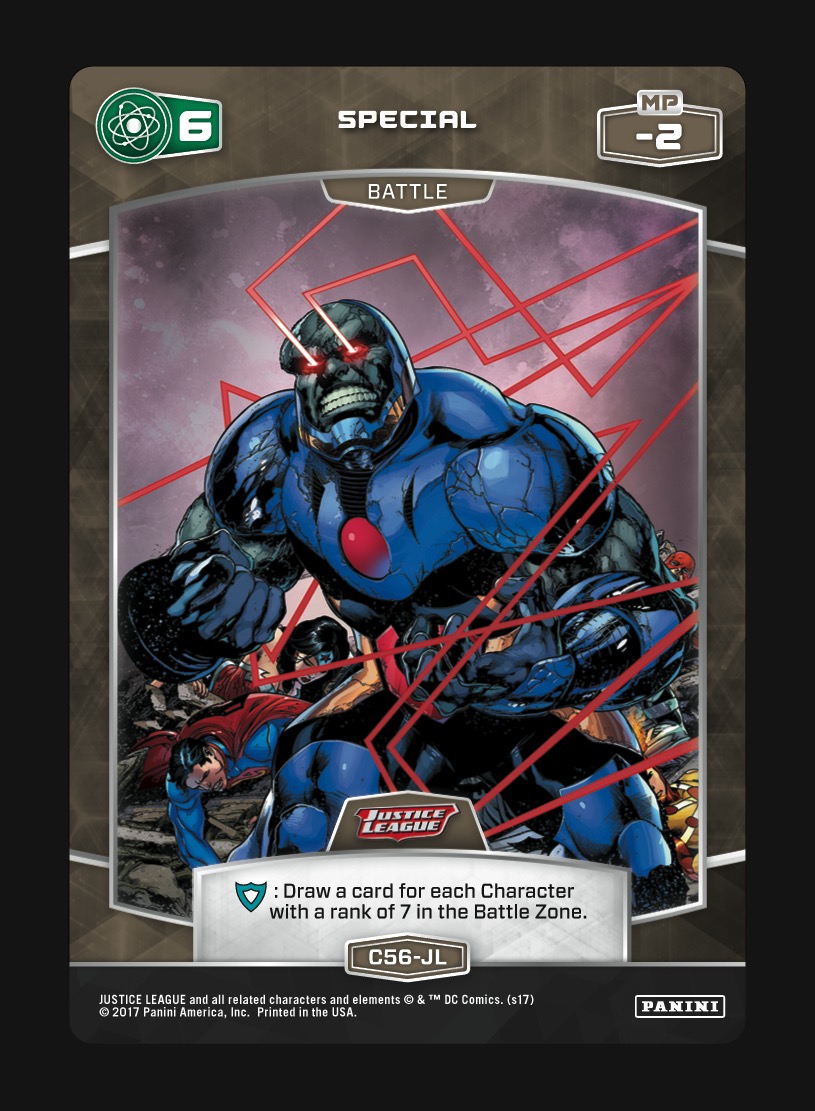 6
SPECIAL
MP
-2
BATTLE
JUSTICE
LEAGUE
: Draw a card for each Character
with a rank of 7 in the Battle Zone.
C56-JL
JUSTICE LEAGUE and all related characters and elements © & ™ DC Comics. (s17)
© 2017 Panini America, Inc. Printed in the USA.
PANINI